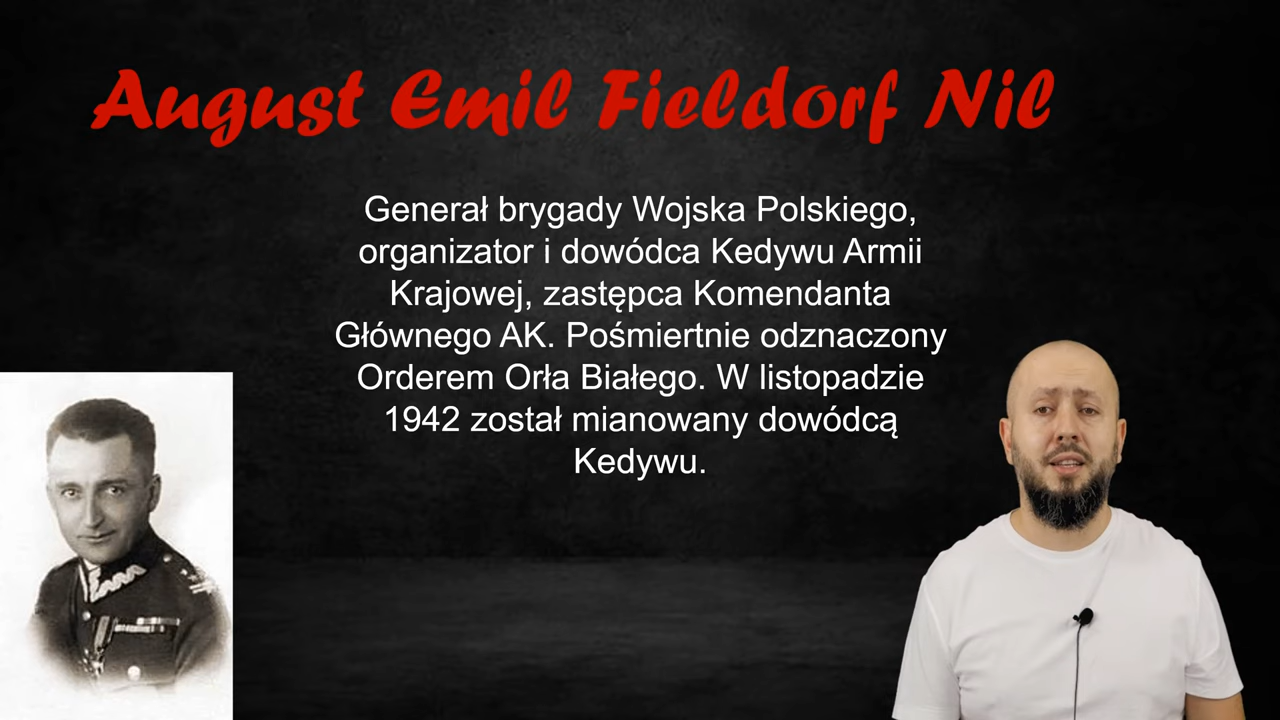 August Emil Fieldorf Nil
Generał brygady Wojska Polskiego,
organizator i dowódca Kedywu Armii
Krajowej, zastępca Komendanta
Głównego AK. Pośmiertnie odznaczony
Orderem Orła Białego. W listopadzie
1942 został mianowany dowódcą
Kedywu.